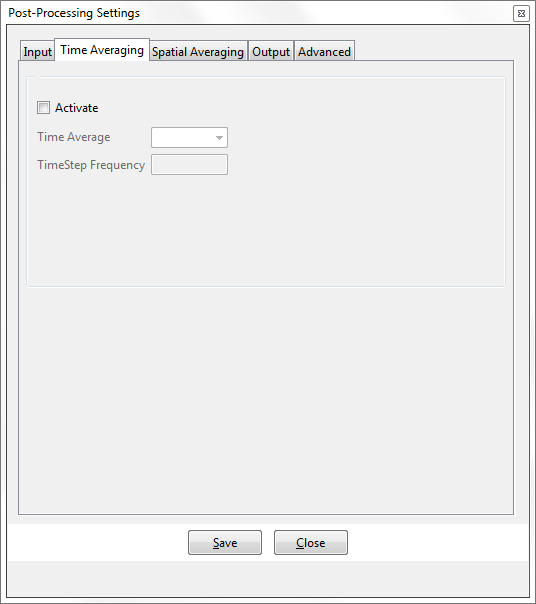 Post-Processing Settings
Input Time Averaging Spatial Averaging Output Advanced
Activate
Time Average
TimeStep Frequency
Save Close